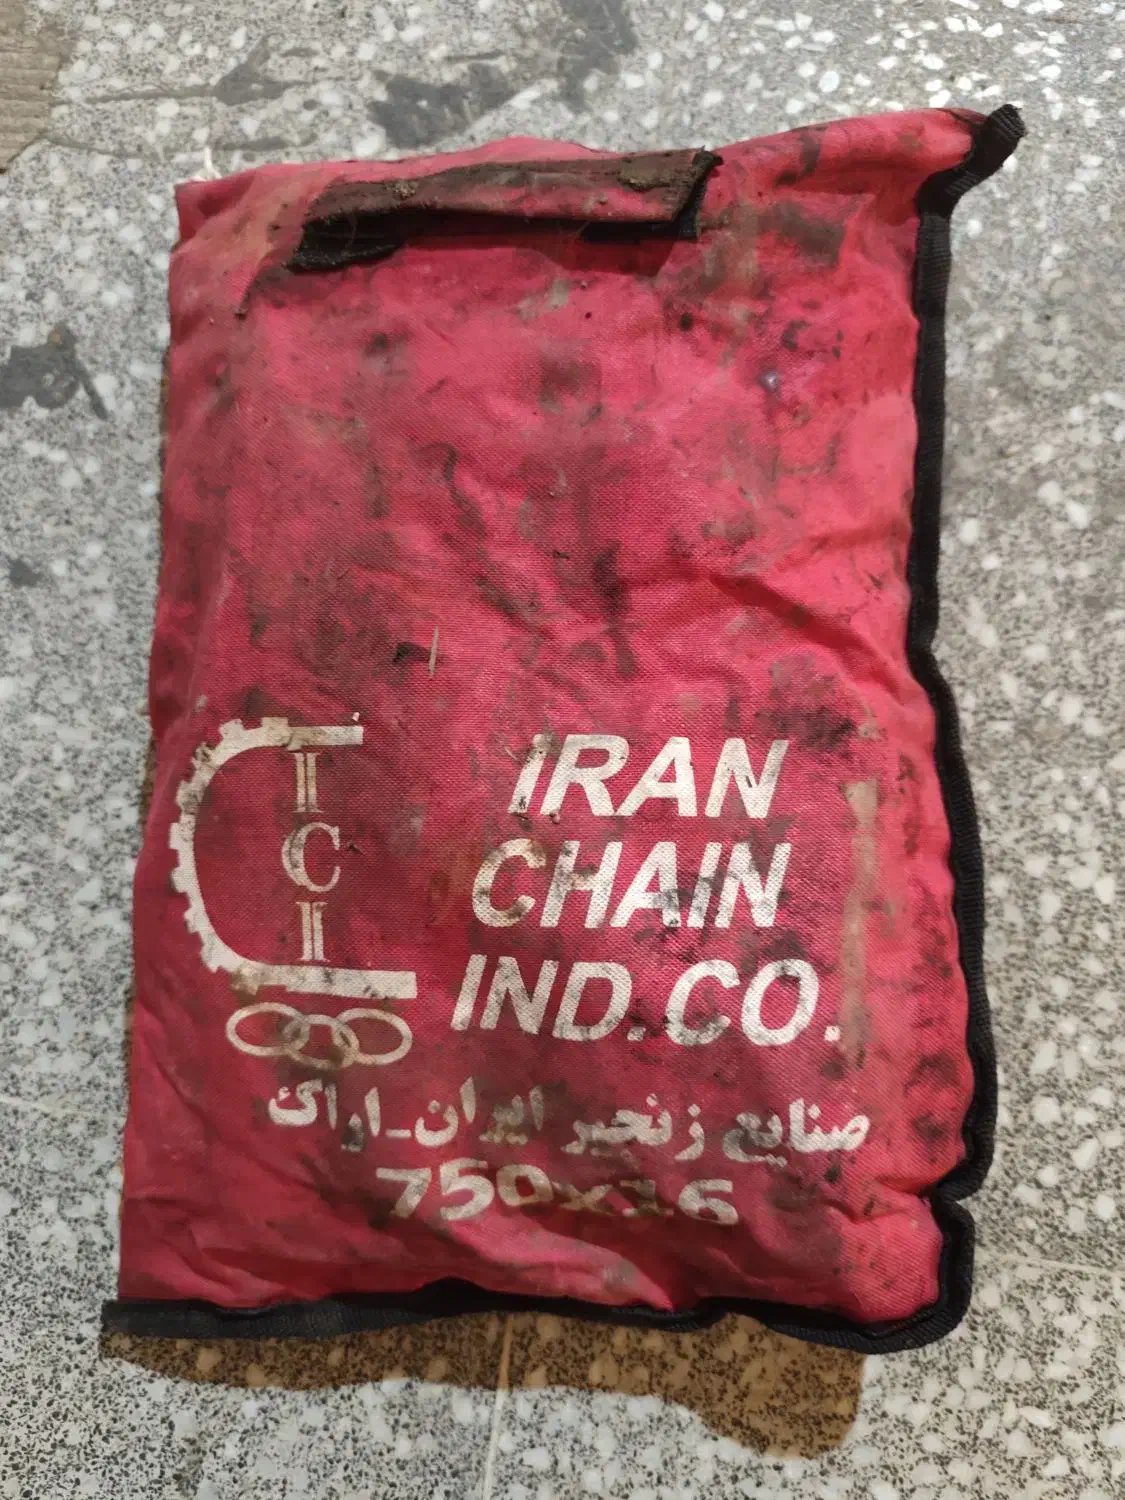 ICI
IRAN
CHAIN
IND.CO.
صنایع زنجیر ایران-اراک
750x16